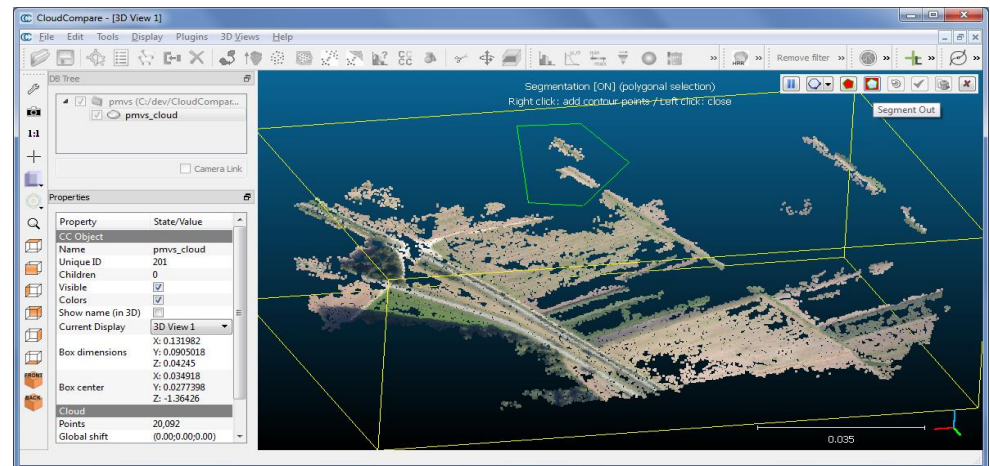 CloudCompare - [3D View 1]
File Edit Tools Display Plugins 3D Views Help
CC CC
HRR » Remove filter » » »
DB Tree
pmvs (C:/dev/CloudCompar...
pmvs_cloud
Camera Link
1:1
FRONT
BACK
Properties
Property State/Value
CC Object
Name pmvs_cloud
Unique ID 201
Children 0
Visible
Colors
Show name (in 3D)
Current Display 3D View 1
Box dimensions X: 0.131982
Y: 0.0905018
Z: 0.04245
Box center X: 0.034918
Y: 0.0277398
Z: -1.36426
Cloud
Points 20,092
Global shift (0.00;0.00;0.00)
Segmentation [ON] (polygonal selection)
Right click: add contour points / Left click: close
Segment Out
0.035